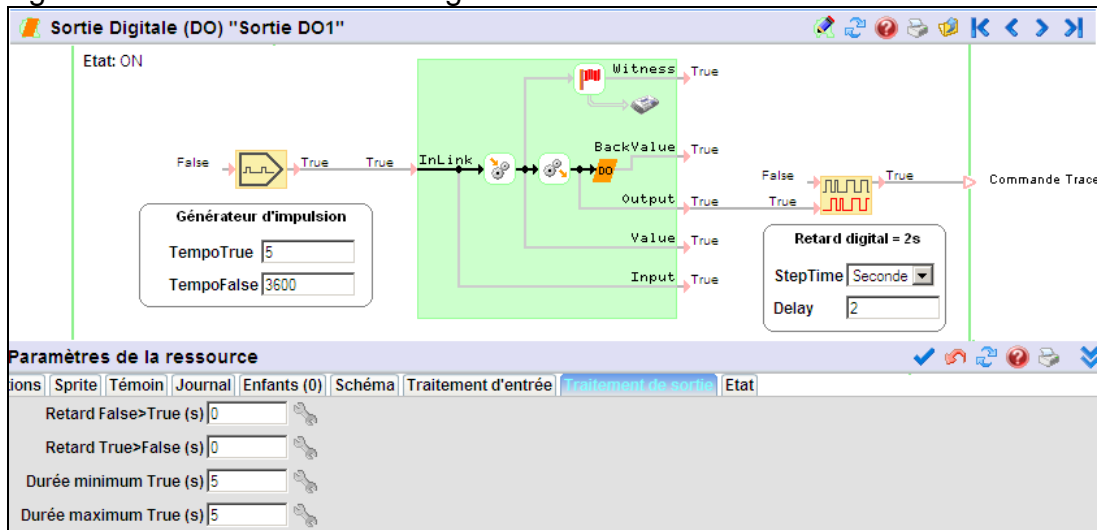 Sortie Digitale (DO) "Sortie DO1"
Etat: ON
Witness True
BackValue True
False True True InLink DO
Output True
False True Commande Trace
True
Value True
Input True
Générateur d'impulsion
TempoTrue 5
TempoFalse 3600
Retard digital = 2s
StepTime Seconde
Delay 2
Paramètres de la ressource
tions Sprite Témoin Journal Enfants (0) Schéma Traitement d'entrée Traitement de sortie Etat
Retard False>True (s) 0
Retard True>False (s) 0
Durée minimum True (s) 5
Durée maximum True (s) 5